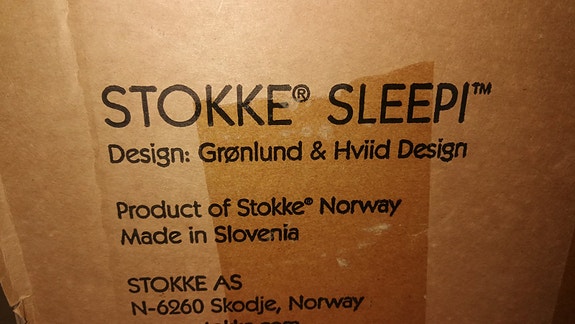 STOKKE® SLEEPI™
Design: Grønlund & Hviid Design
Product of Stokke® Norway
Made in Slovenia
STOKKE AS
N-6260 Skodje, Norway